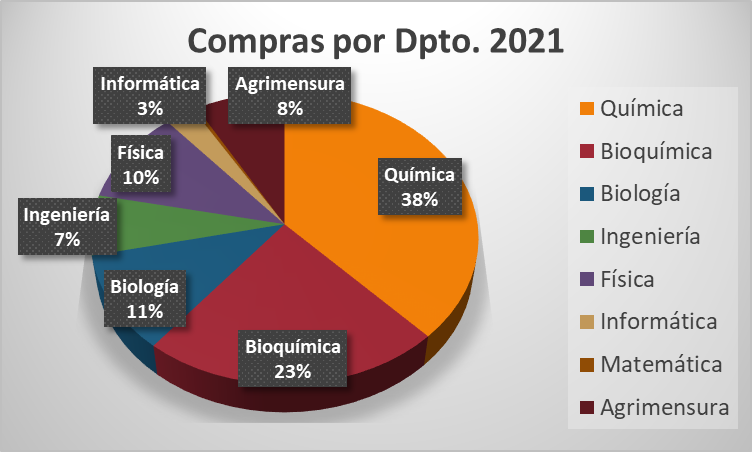 Compras por Dpto. 2021
Informática
3%
Agrimensura
8%
Física
10%
Química
38%
Ingeniería
7%
Biología
11%
Bioquímica
23%
Química
Bioquímica
Biología
Ingeniería
Física
Informática
Matemática
Agrimensura